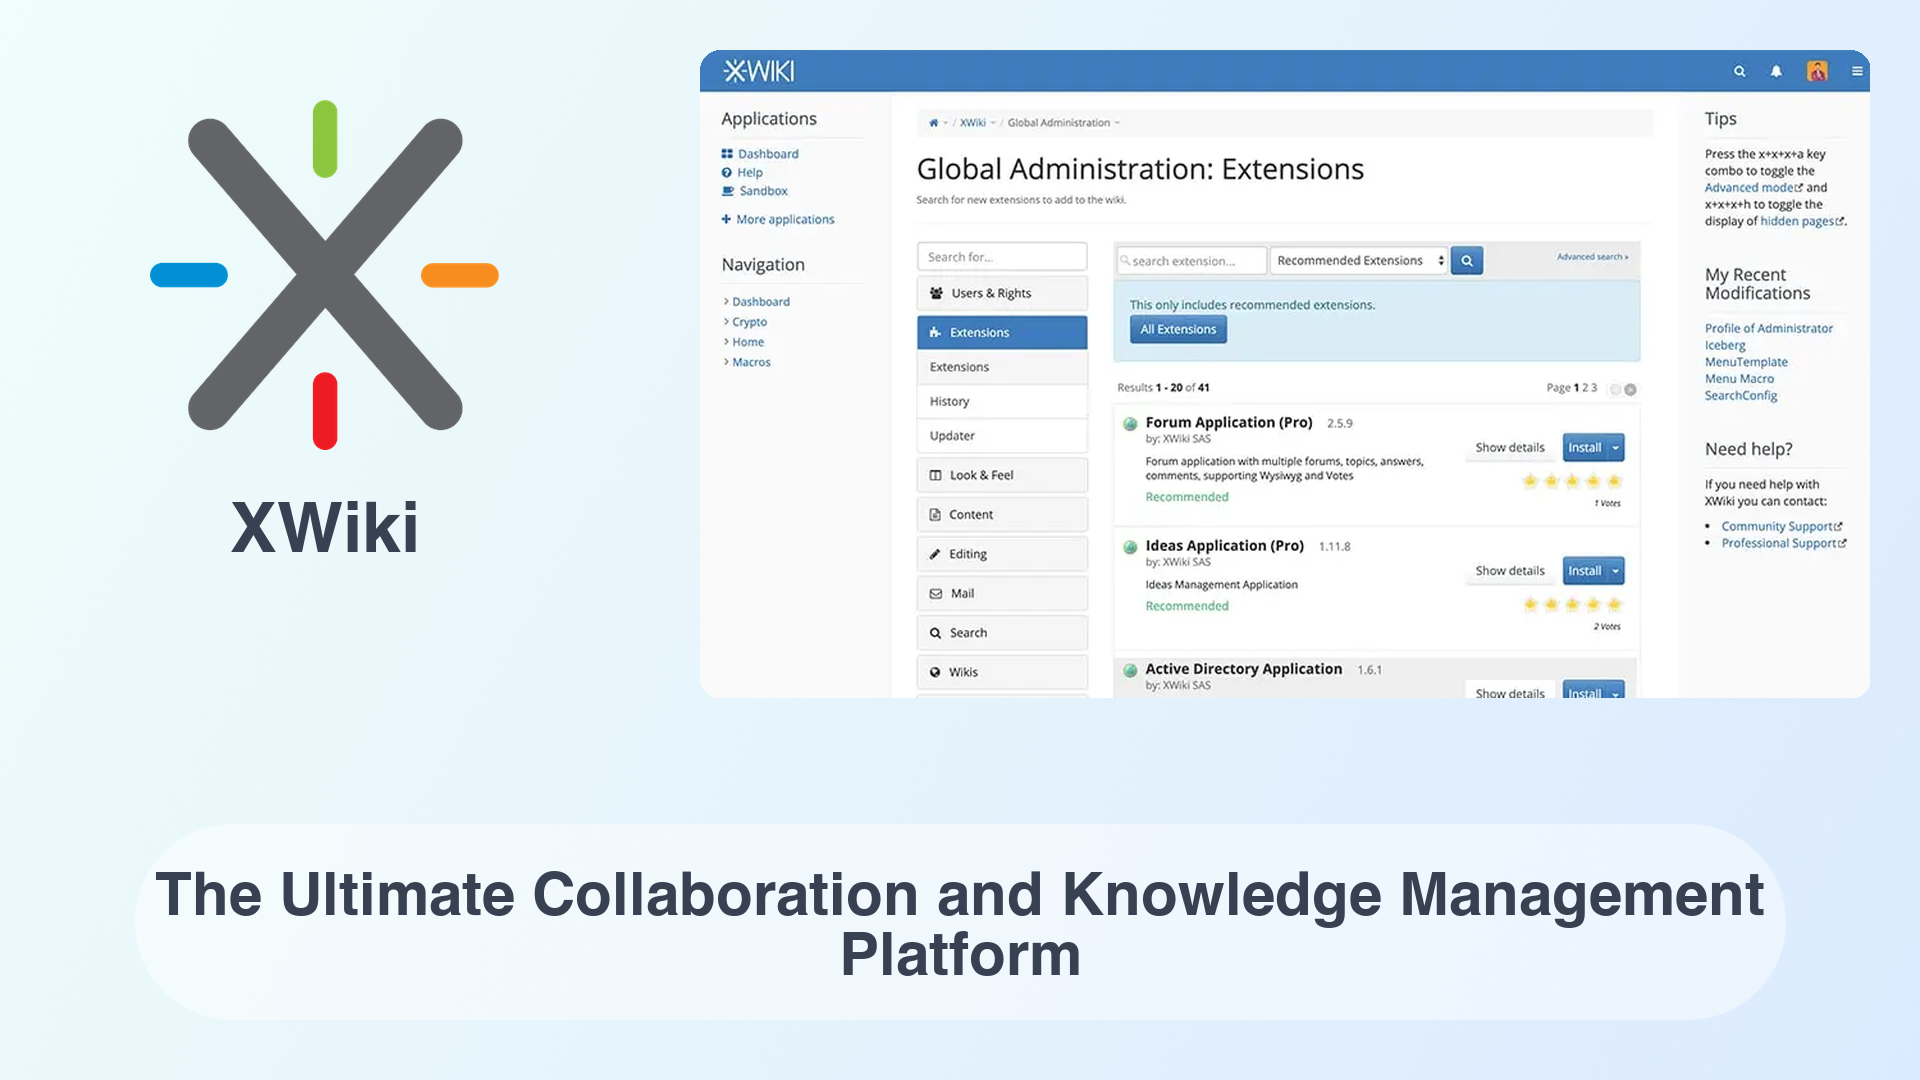 XWiki
XWIKI
Applications
Dashboard
Help
Sandbox
More applications
Navigation
Dashboard
Crypto
Home
Macros
/ XWiki / Global Administration
Global Administration: Extensions
Search for new extensions to add to the wiki.
Search for...
Users & Rights
Extensions
Extensions
History
Updater
Look & Feel
Content
Editing
Mail
Search
Wikis
search extension...
Recommended Extensions
Advanced search »
This only includes recommended extensions.
All Extensions
Results 1 - 20 of 41
Page 1 2 3
Forum Application (Pro) 2.5.9
by: XWiki SAS
Forum application with multiple forums, topics, answers,
comments, supporting Wysiwyg and Votes
Recommended
Show details
Install
1 Votes
Ideas Application (Pro) 1.11.8
by: XWiki SAS
Ideas Management Application
Recommended
Show details
Install
2 Votes
Active Directory Application 1.6.1
by: XWiki SAS
Show details
Install
Tips
Press the x+x+x+a key
combo to toggle the
Advanced mode and
x+x+x+h to toggle the
display of hidden pages.
My Recent
Modifications
Profile of Administrator
Iceberg
MenuTemplate
Menu Macro
SearchConfig
Need help?
If you need help with
XWiki you can contact:
Community Support
Professional Support
The Ultimate Collaboration and Knowledge Management
Platform